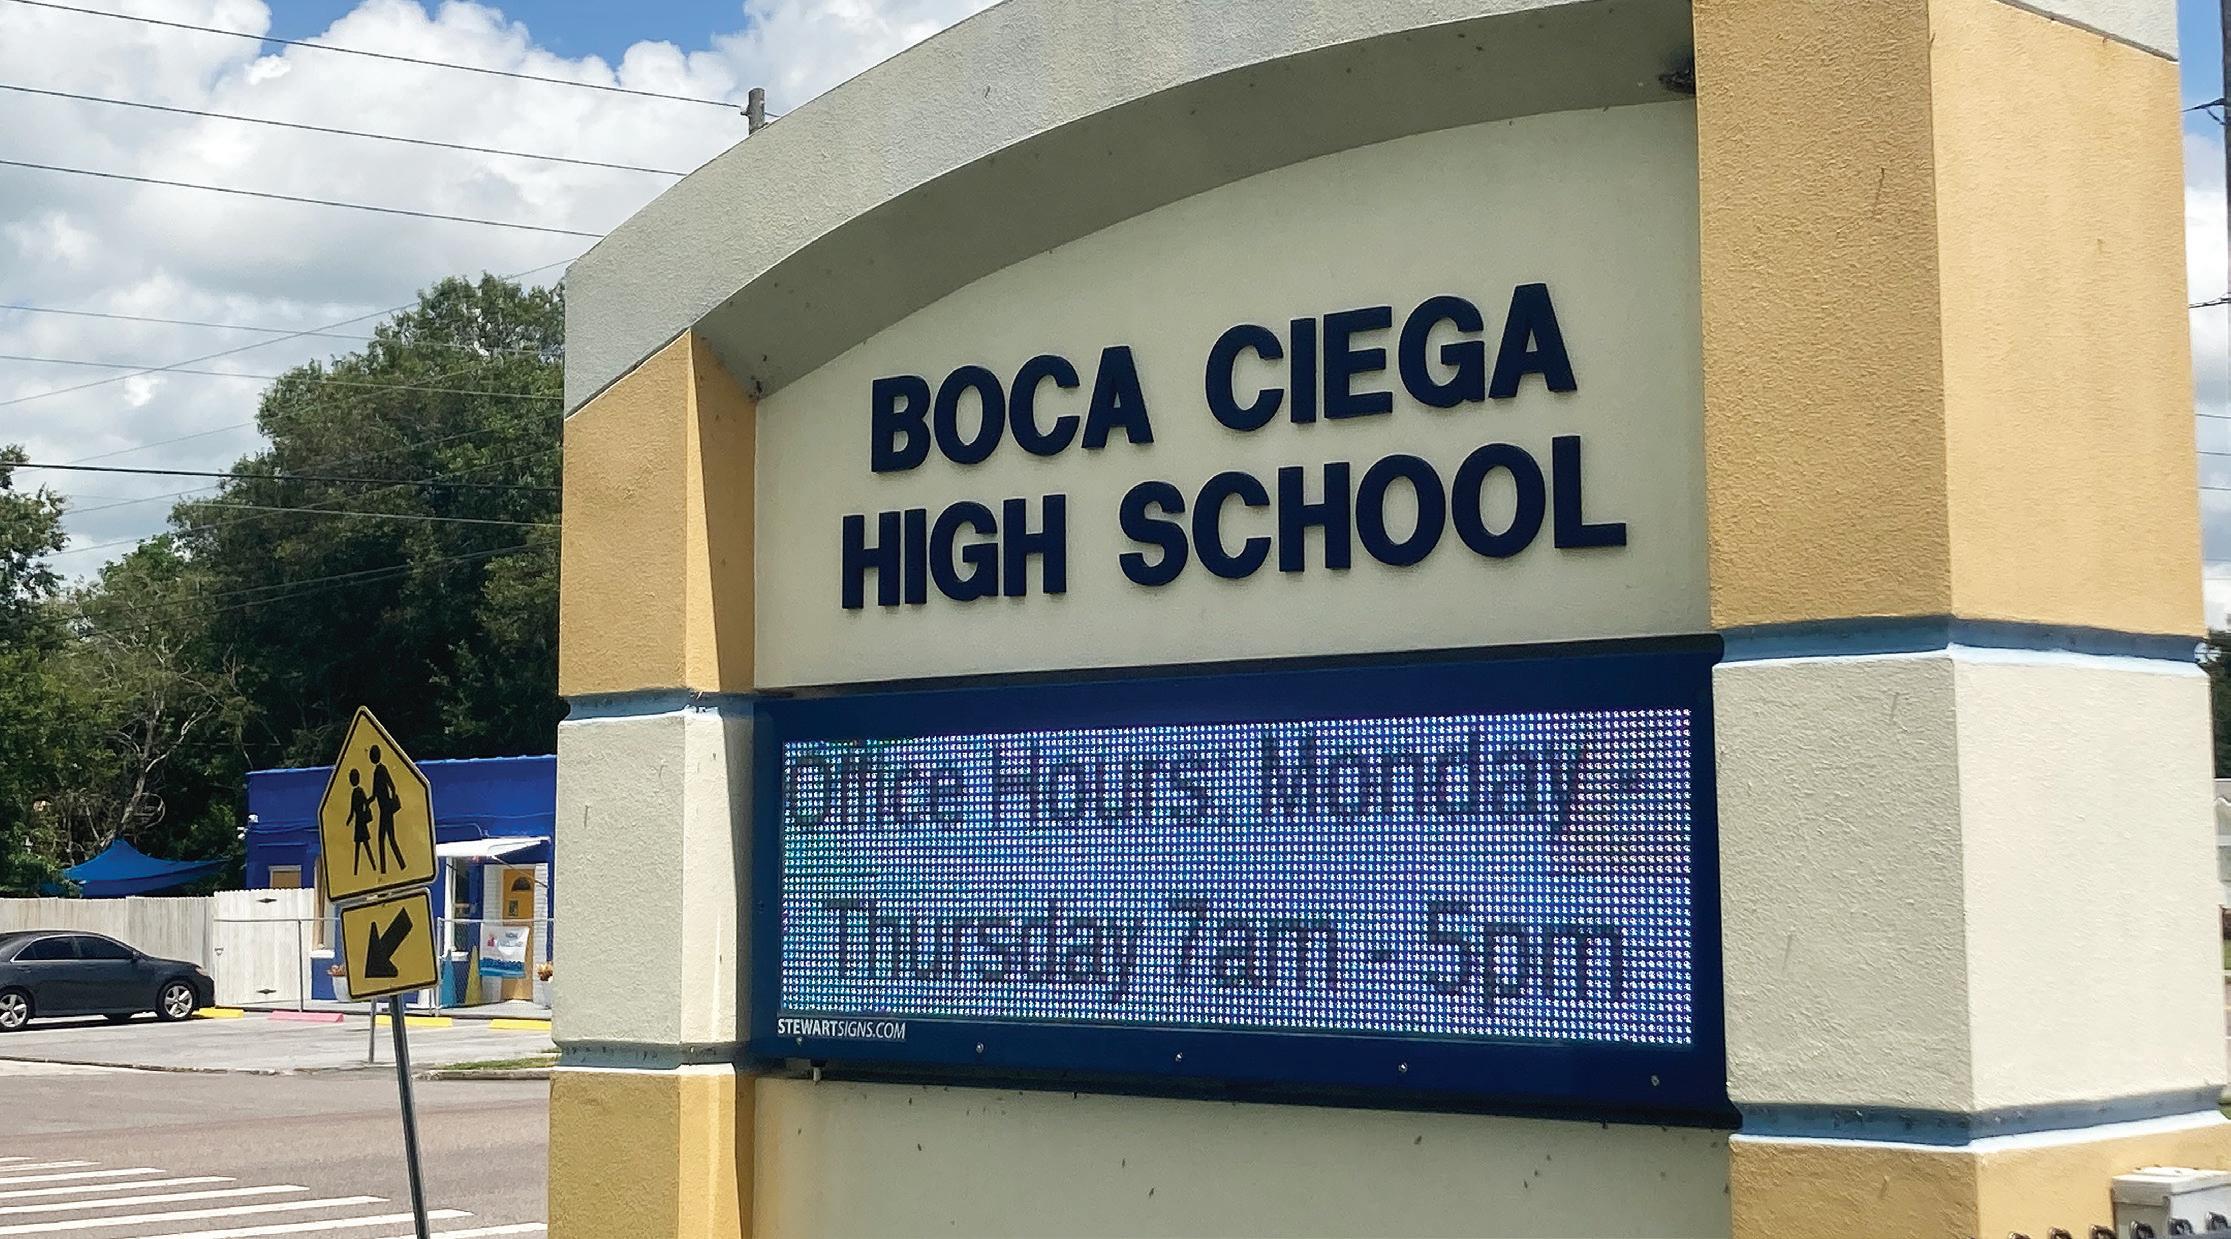 BOCA CIEGA
HIGH SCHOOL
Office Hours: Monday -
Thursday 7am - 5pm
STEWARTSIGNS.COM